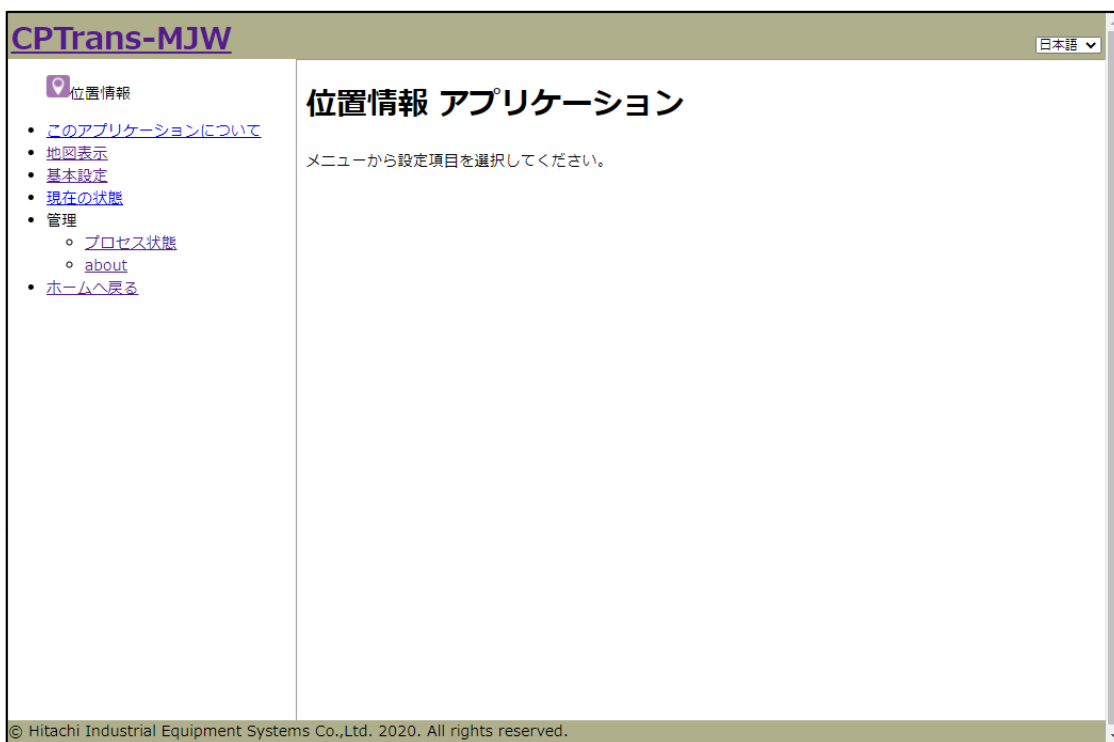 CPTrans-MJW
日本語
位置情報
このアプリケーションについて
地図表示
基本設定
現在の状態
管理
プロセス状態
about
ホームへ戻る
位置情報 アプリケーション
メニューから設定項目を選択してください。
© Hitachi Industrial Equipment Systems Co.,Ltd. 2020. All rights reserved.